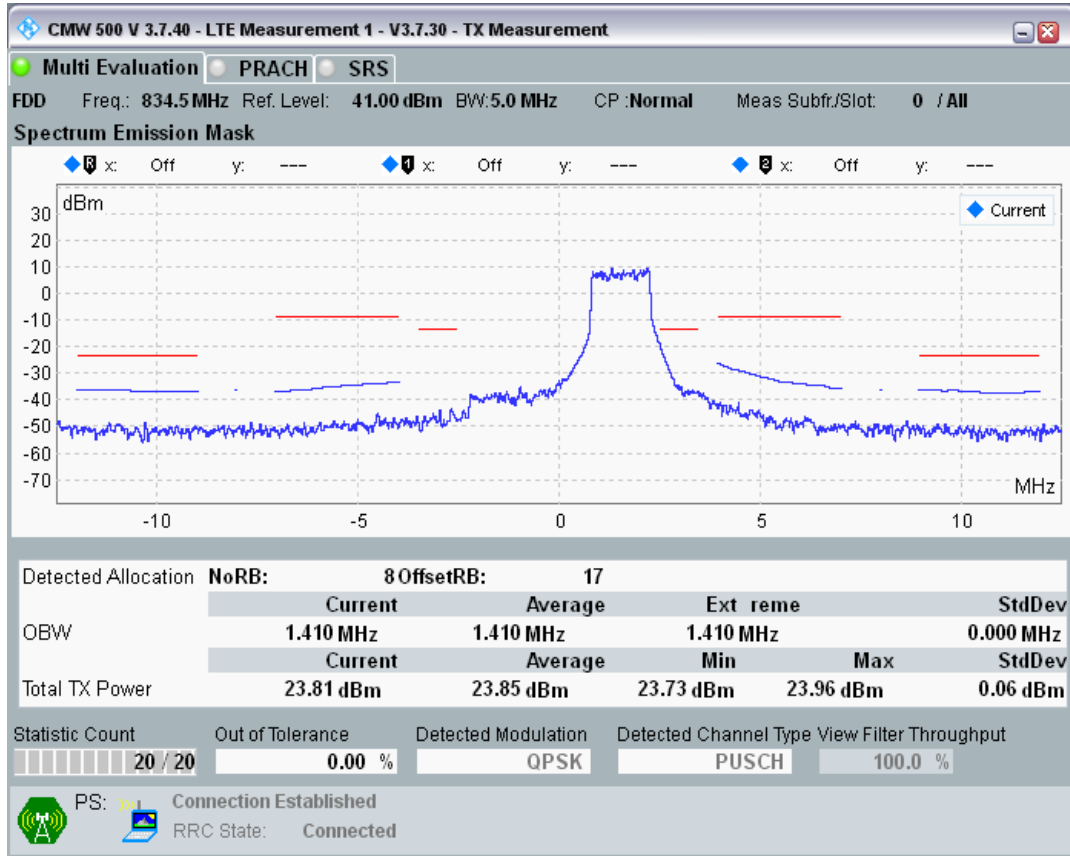 CMW 500 V 3.7.40 - LTE Measurement 1 - V3.7.30 - TX Measurement
Multi Evaluation PRACH SRS
FDD Freq.: 834.5 MHz Ref. Level: 41.00 dBm BW:5.0 MHz CP :Normal Meas Subfr./Slot: 0 / All
Spectrum Emission Mask
R x: Off y: --- 1 x: Off y: --- 2 x: Off y: ---
dBm
Current
30
20
10
0
-10
-20
-30
-40
-50
-60
-70
MHz
-10 -5 0 5 10
Detected Allocation NoRB: 8 OffsetRB: 17
Current Average Ext reme StdDev
OBW 1.410 MHz 1.410 MHz 1.410 MHz 0.000 MHz
Current Average Min Max StdDev
Total TX Power 23.81 dBm 23.85 dBm 23.73 dBm 23.96 dBm 0.06 dBm
Statistic Count Out of Tolerance Detected Modulation Detected Channel Type View Filter Throughput
20 / 20 0.00 % QPSK PUSCH 100.0 %
PS: Connection Established
RRC State: Connected